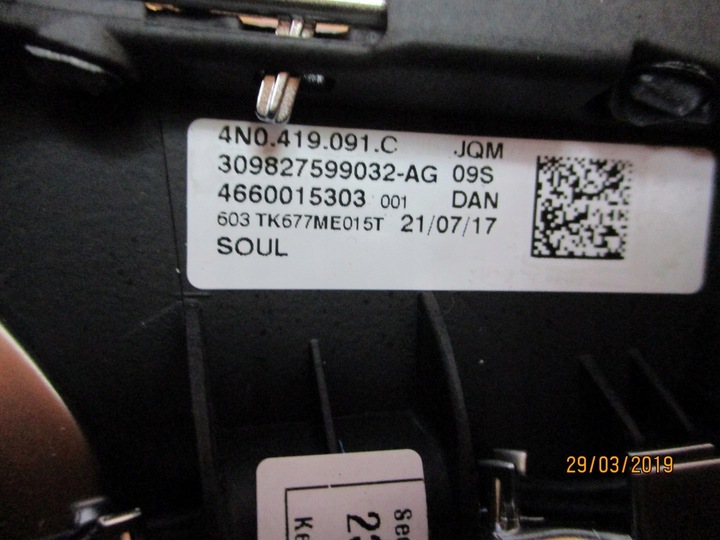 4N0.419.091.C JQM
309827599032-AG 09S
4660015303 001 DAN
603 TK677ME015T 21/07/17
SOUL
29/03/2019